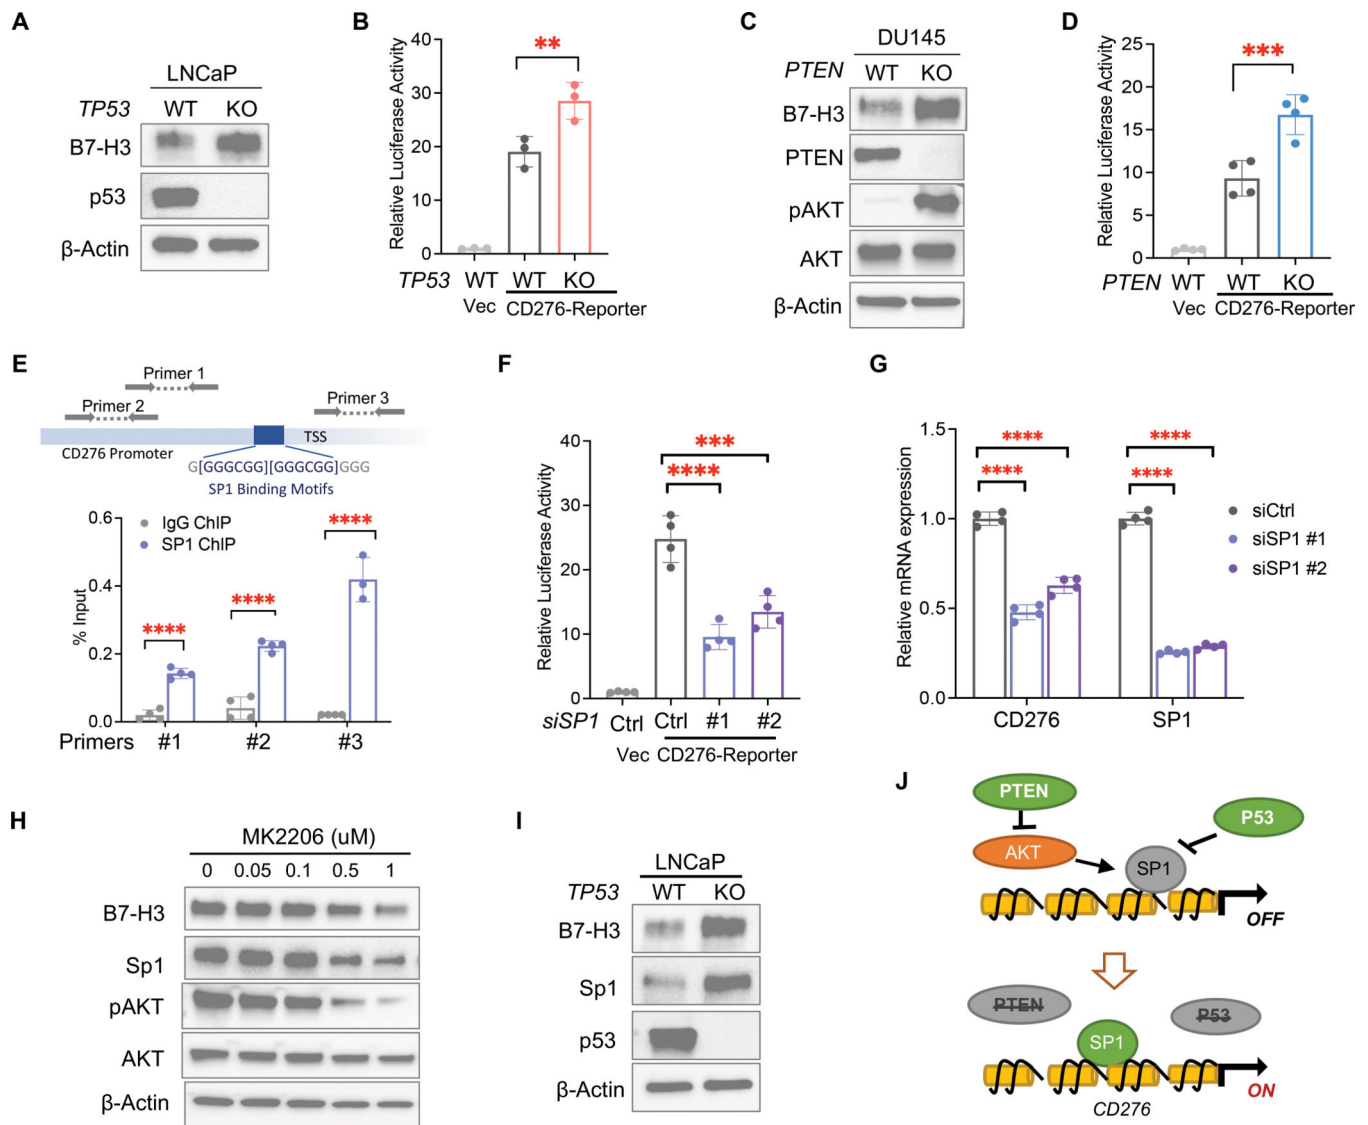 A
LNCaP
TP53 WT KO
B7-H3
p53
β-Actin
B
Relative Luciferase Activity
40
30
20
10
0
**
TP53 WT WT KO
Vec CD276-Reporter
C
DU145
PTEN WT KO
B7-H3
PTEN
pAKT
AKT
β-Actin
D
Relative Luciferase Activity
25
20
15
10
5
0
***
PTEN WT WT KO
Vec CD276-Reporter
E
Primer 1
Primer 2
Primer 3
TSS
CD276 Promoter
G[GGGCGG][GGGCGG]GGG
SP1 Binding Motifs
% Input
0.6
0.4
0.2
0.0
IgG ChIP
SP1 ChIP
****
****
****
Primers #1 #2 #3
F
Relative Luciferase Activity
40
30
20
10
0
***
****
siSP1 Ctrl Ctrl #1 #2
Vec CD276-Reporter
G
Relative mRNA expression
1.5
1.0
0.5
0.0
****
****
****
****
CD276 SP1
siCtrl
siSP1 #1
siSP1 #2
H
MK2206 (uM)
0 0.05 0.1 0.5 1
B7-H3
Sp1
pAKT
AKT
β-Actin
I
LNCaP
TP53 WT KO
B7-H3
Sp1
p53
β-Actin
J
PTEN
P53
AKT
SP1
OFF
PTEN
P53
SP1
ON
CD276